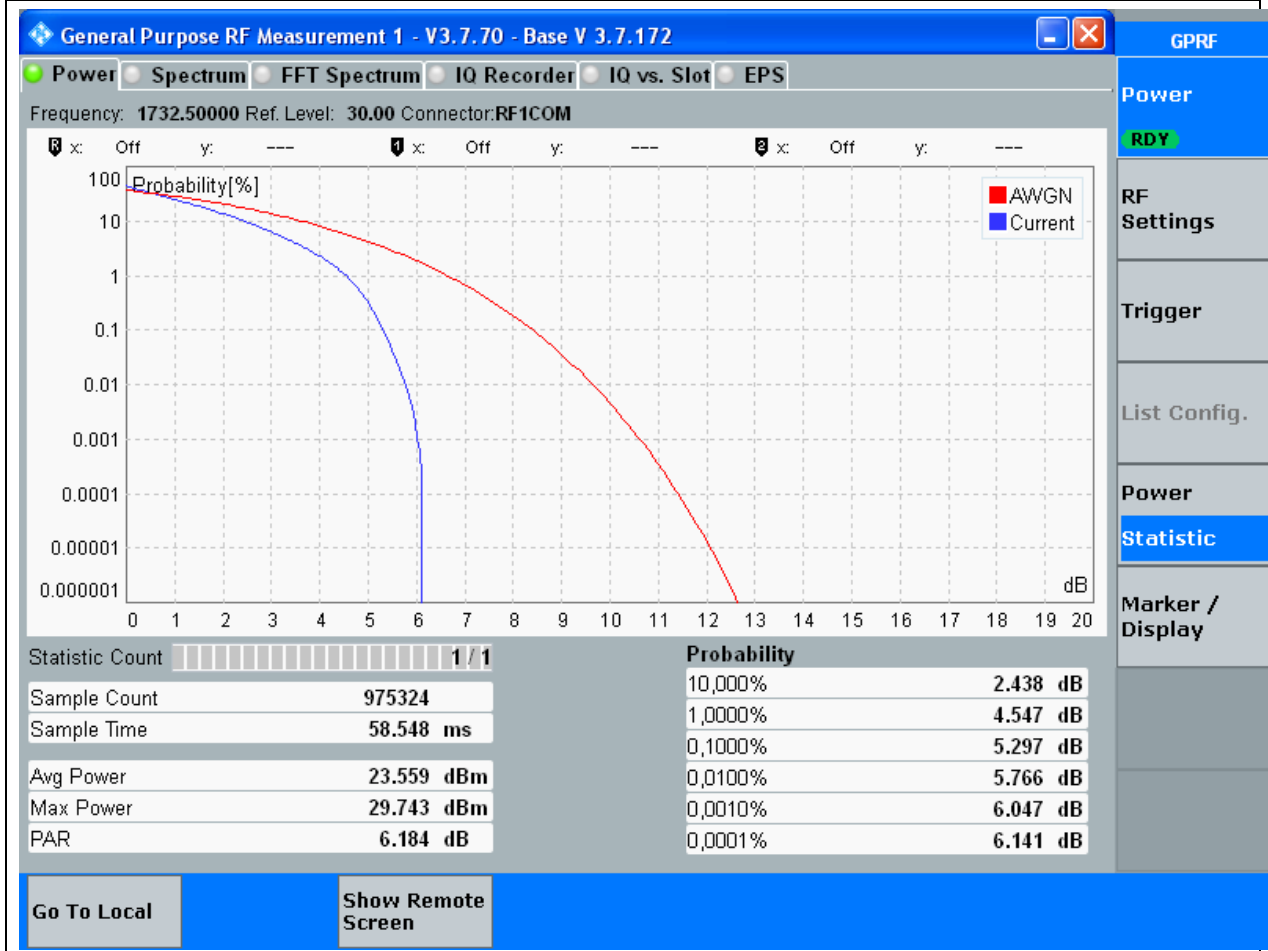 General Purpose RF Measurement 1 - V3.7.70 - Base V 3.7.172
Power Spectrum FFT Spectrum IQ Recorder IQ vs. Slot EPS
Frequency: 1732.50000 Ref. Level: 30.00 Connector:RF1COM
R x: Off y: --- 1 x: Off y: --- 2 x: Off y: ---
Probability[%]
AWGN
Current
100
10
1
0.1
0.01
0.001
0.0001
0.00001
0.000001
dB
0 1 2 3 4 5 6 7 8 9 10 11 12 13 14 15 16 17 18 19 20
Statistic Count 1 / 1
Sample Count 975324
Sample Time 58.548 ms
Avg Power 23.559 dBm
Max Power 29.743 dBm
PAR 6.184 dB
Probability
10,000% 2.438 dB
1,0000% 4.547 dB
0,1000% 5.297 dB
0,0100% 5.766 dB
0,0010% 6.047 dB
0,0001% 6.141 dB
Go To Local
Show Remote
Screen
GPRF
Power
RDY
RF
Settings
Trigger
List Config.
Power
Statistic
Marker /
Display